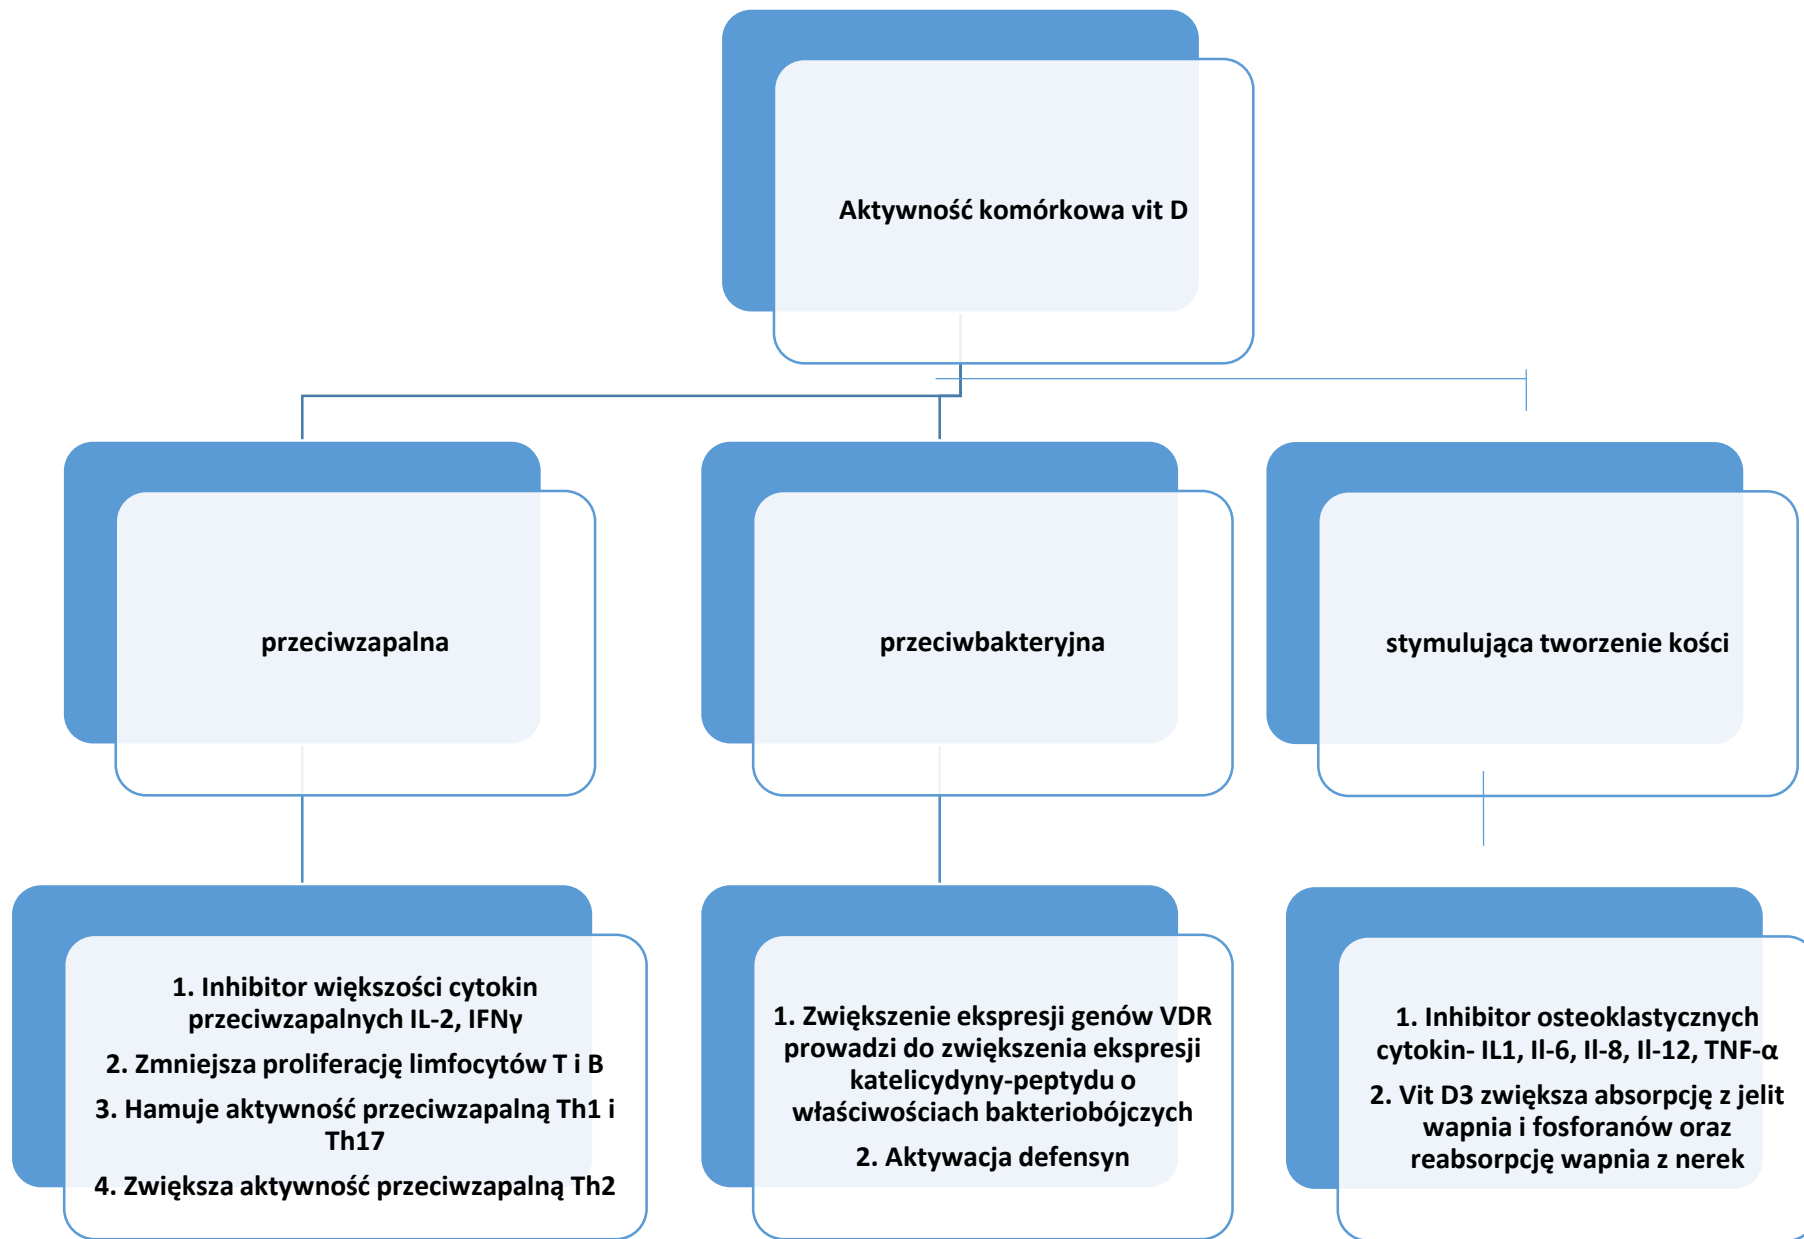 Aktywność komórkowa vit D
przeciwzapalna
przeciwbakteryjna
stymulująca tworzenie kości
1. Inhibitor większości cytokin
przeciwzapalnych IL-2, IFNγ
2. Zmniejsza proliferację limfocytów T i B
3. Hamuje aktywność przeciwzapalną Th1 i
Th17
4. Zwiększa aktywność przeciwzapalną Th2
1. Zwiększenie ekspresji genów VDR
prowadzi do zwiększenia ekspresji
katelicydyny-peptydu o
właściwościach bakteriobójczych
2. Aktywacja defensyn
1. Inhibitor osteoklastycznych
cytokin- IL1, Il-6, Il-8, Il-12, TNF-α
2. Vit D3 zwiększa absorpcję z jelit
wapnia i fosforanów oraz
reabsorpcję wapnia z nerek